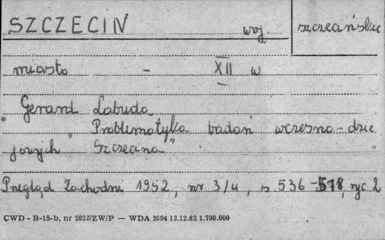 SZCZECIN woj. szczecińskie
miasto - XII w
Gerard Labuda
"Problematyka badań wczesno-dzie
jowych Szczecina"
Przegląd Zachodni 1952, nr 3/4, s 536-578, ryc. 2
CWD - B-15-b, nr 2817/ZW/P — WDA 2694 13.12.62 1.700.000